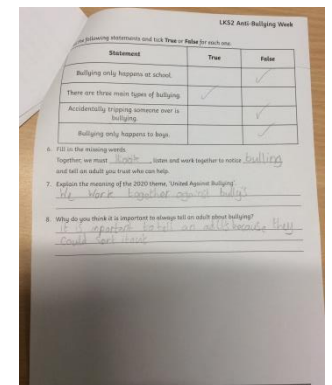 LKS2 Anti-Bullying Week
following statements and tick True or False for each one.
Statement True False
Bullying only happens at school.
There are three main types of bullying.
Accidentally tripping someone over is
bullying.
Bullying only happens to boys.
6. Fill in the missing words.
Together, we must listen and work together to notice bulling
and tell an adult you trust who can help.
7. Explain the meaning of the 2020 theme, 'United Against Bullying'.
We work together against bully's
8. Why do you think it is important to always tell an adult about bullying?
it is inportent to tell an adult because they
could sort it out